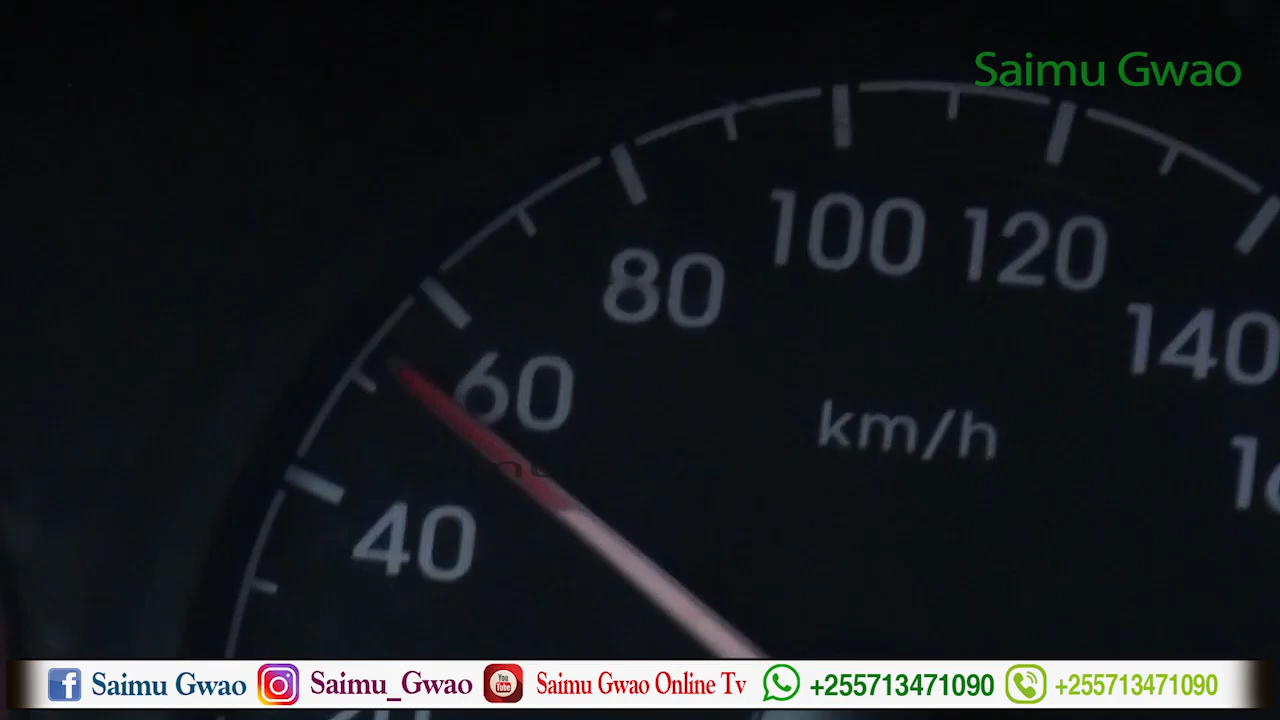 Saimu Gwao
100 120
80
140
60
km/h
40
Saimu Gwao Saimu_Gwao Saimu Gwao Online Tv +255713471090 +255713471090